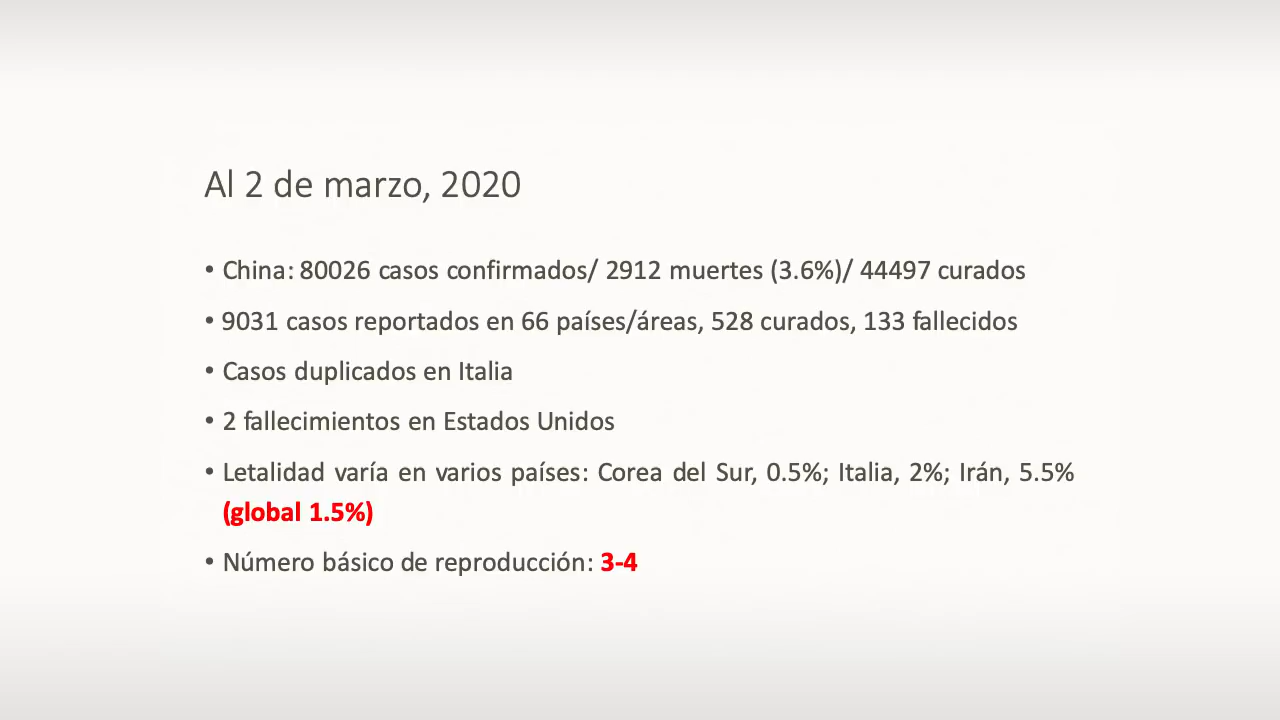 Al 2 de marzo, 2020
• China: 80026 casos confirmados/ 2912 muertes (3.6%)/ 44497 curados
• 9031 casos reportados en 66 países/áreas, 528 curados, 133 fallecidos
• Casos duplicados en Italia
• 2 fallecimientos en Estados Unidos
• Letalidad varía en varios países: Corea del Sur, 0.5%; Italia, 2%; Irán, 5.5%
(global 1.5%)
• Número básico de reproducción: 3-4